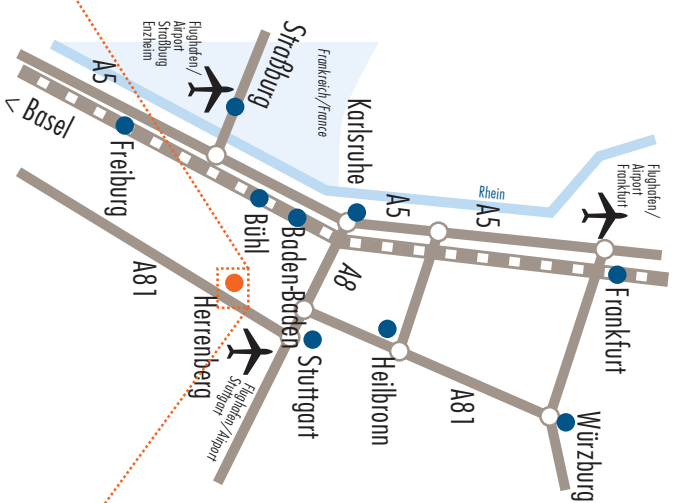 Flughafen/
Airport
Frankfurt
Frankfurt
Würzburg
Rhein
A5
A81
A5
Heilbronn
Karlsruhe
A8
Frankreich/France
Stuttgart
Baden-Baden
Straßburg
Bühl
Flughafen/Airport
Stuttgart
Herrenberg
Flughafen/
Airport
Straßburg
Enzheim
A81
Freiburg
A5
< Basel